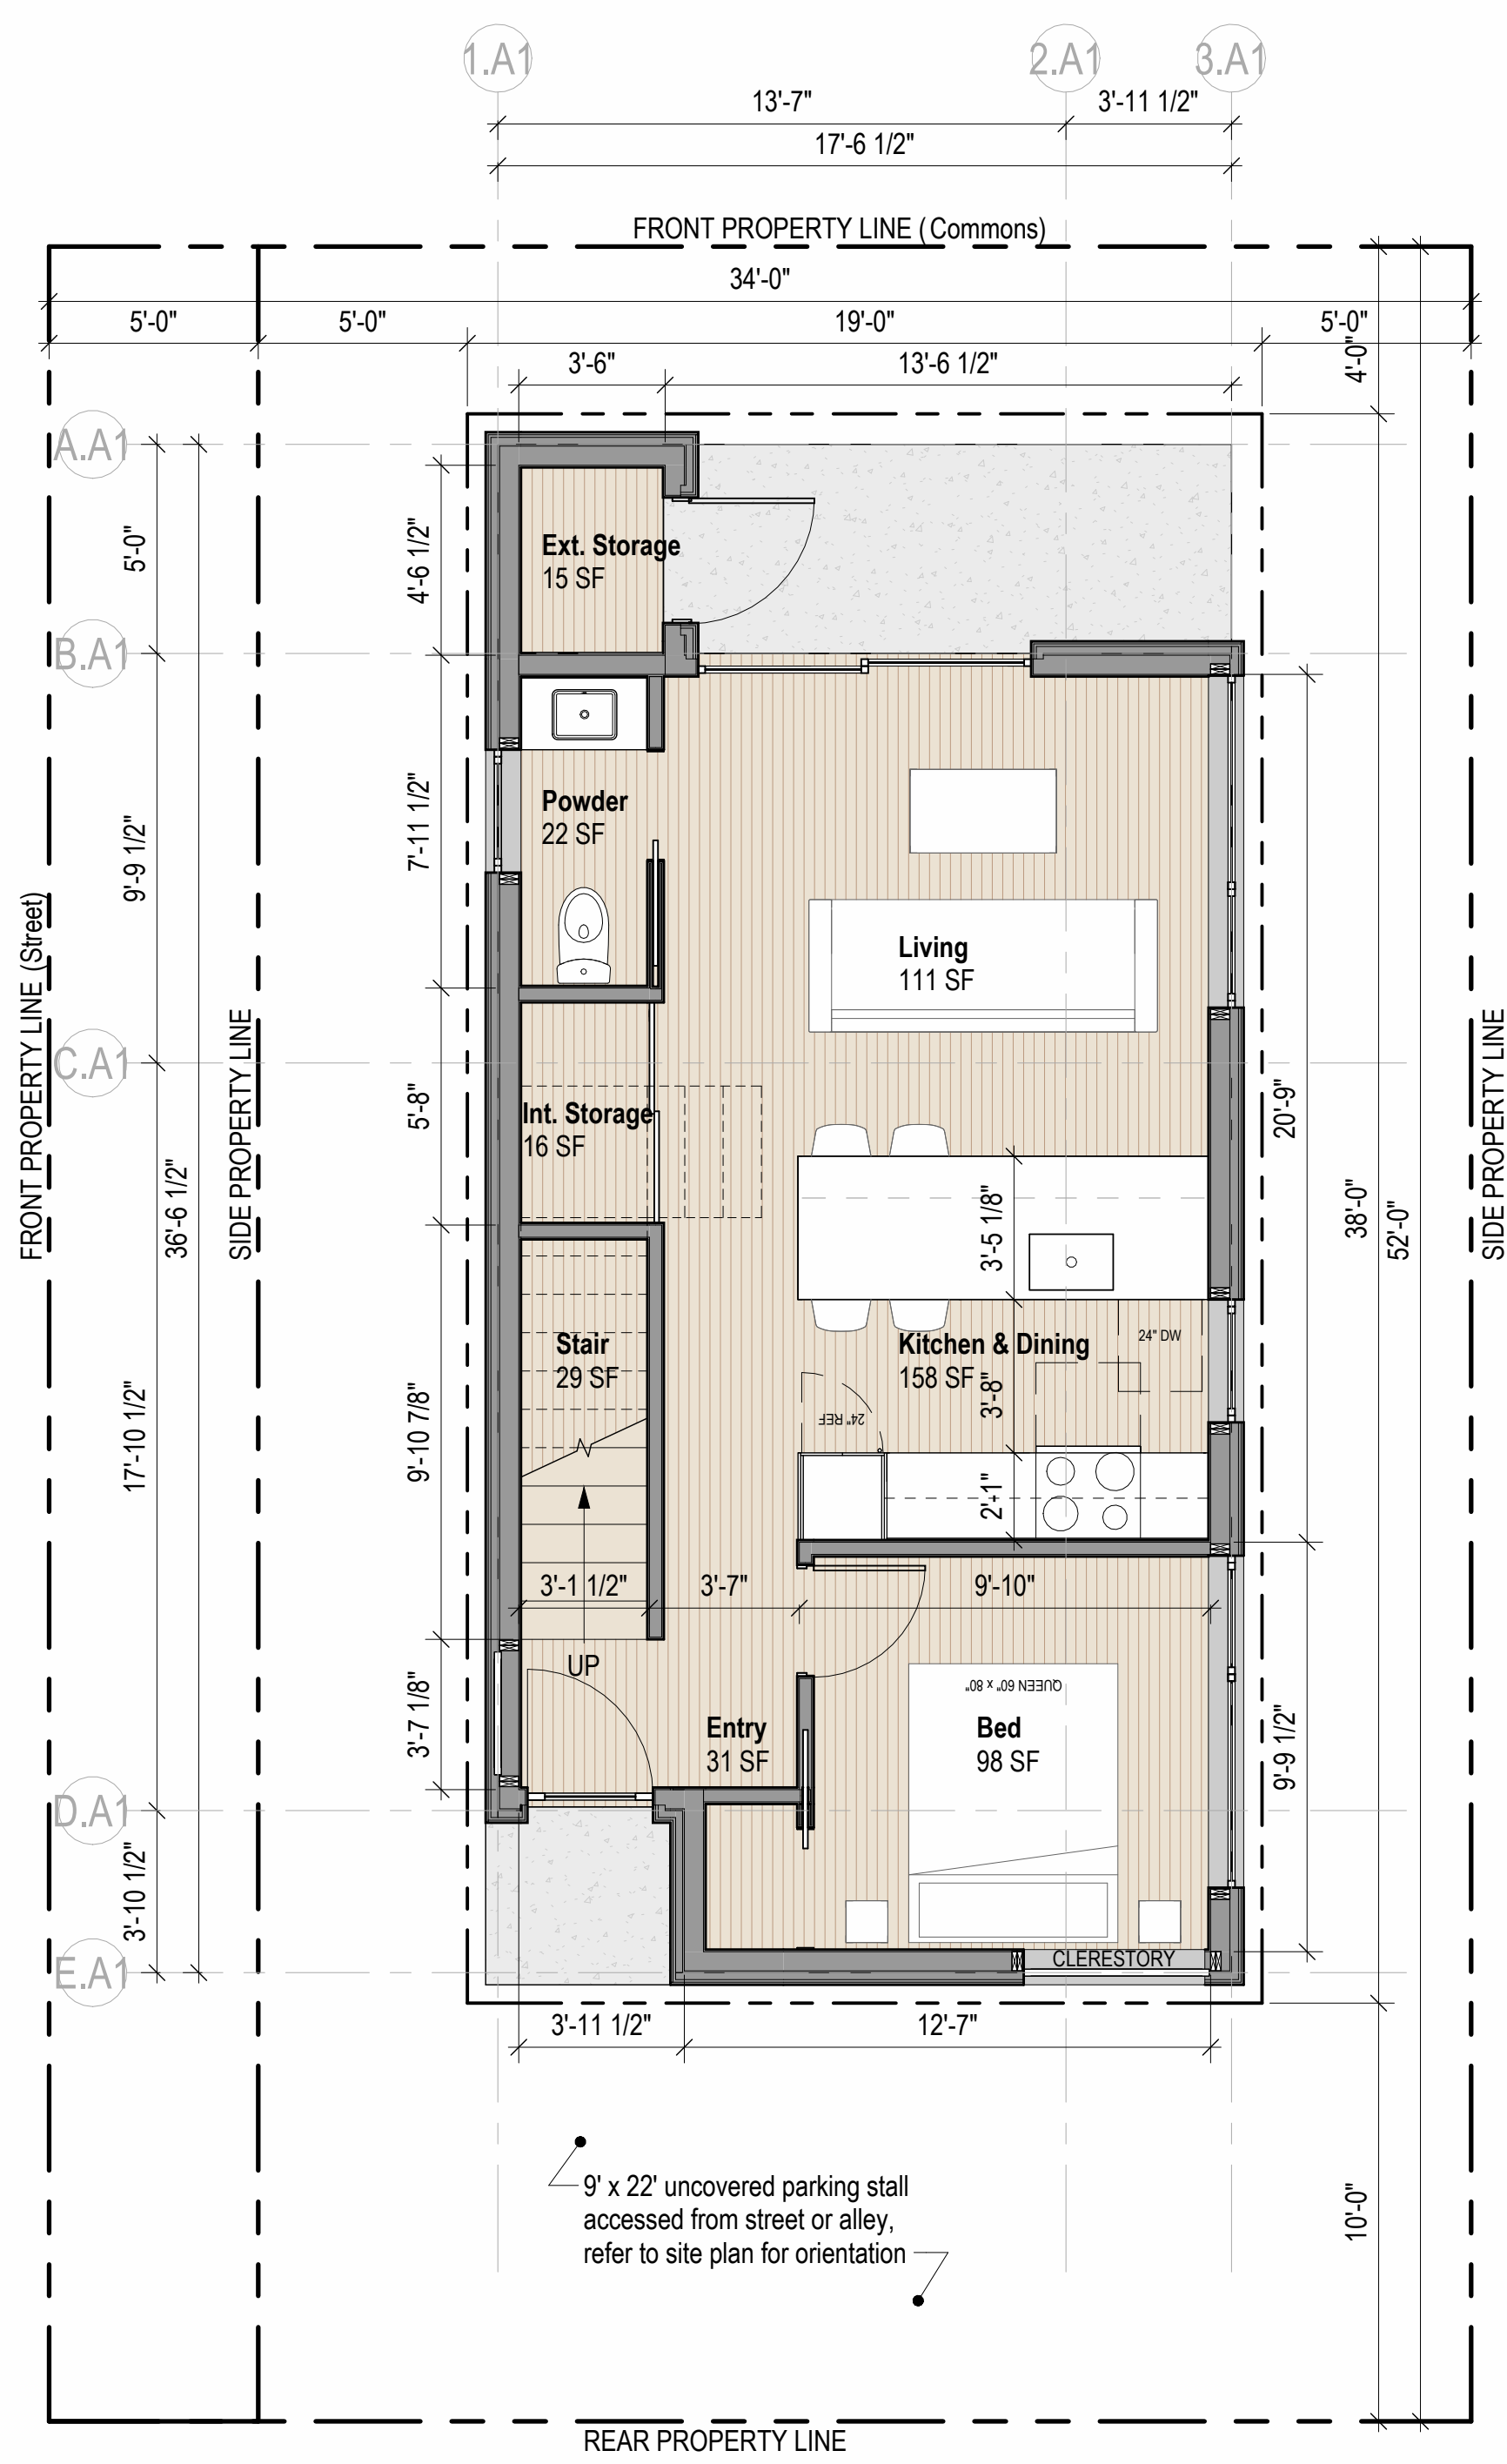 1.A1
2.A1
3.A1
13'-7"
3'-11 1/2"
17'-6 1/2"
FRONT PROPERTY LINE (Commons)
34'-0"
5'-0"
5'-0"
19'-0"
5'-0"
4'-0"
3'-6"
13'-6 1/2"
A.A1
5'-0"
4'-6 1/2"
Ext. Storage
15 SF
B.A1
9'-9 1/2"
7'-11 1/2"
Powder
22 SF
Living
111 SF
FRONT PROPERTY LINE (Street)
SIDE PROPERTY LINE
C.A1
36'-6 1/2"
5'-8"
Int. Storage
16 SF
3'-5 1/8"
20'-9"
38'-0"
52'-0"
SIDE PROPERTY LINE
Stair
29 SF
Kitchen & Dining
158 SF
24" DW
3'-8"
24" REF
17'-10 1/2"
9'-10 7/8"
2'-1"
3'-1 1/2"
3'-7"
9'-10"
UP
QUEEN 60" x 80"
3'-7 1/8"
Entry
31 SF
Bed
98 SF
9'-9 1/2"
D.A1
3'-10 1/2"
E.A1
CLERESTORY
3'-11 1/2"
12'-7"
9' x 22' uncovered parking stall
accessed from street or alley,
refer to site plan for orientation
10'-0"
REAR PROPERTY LINE